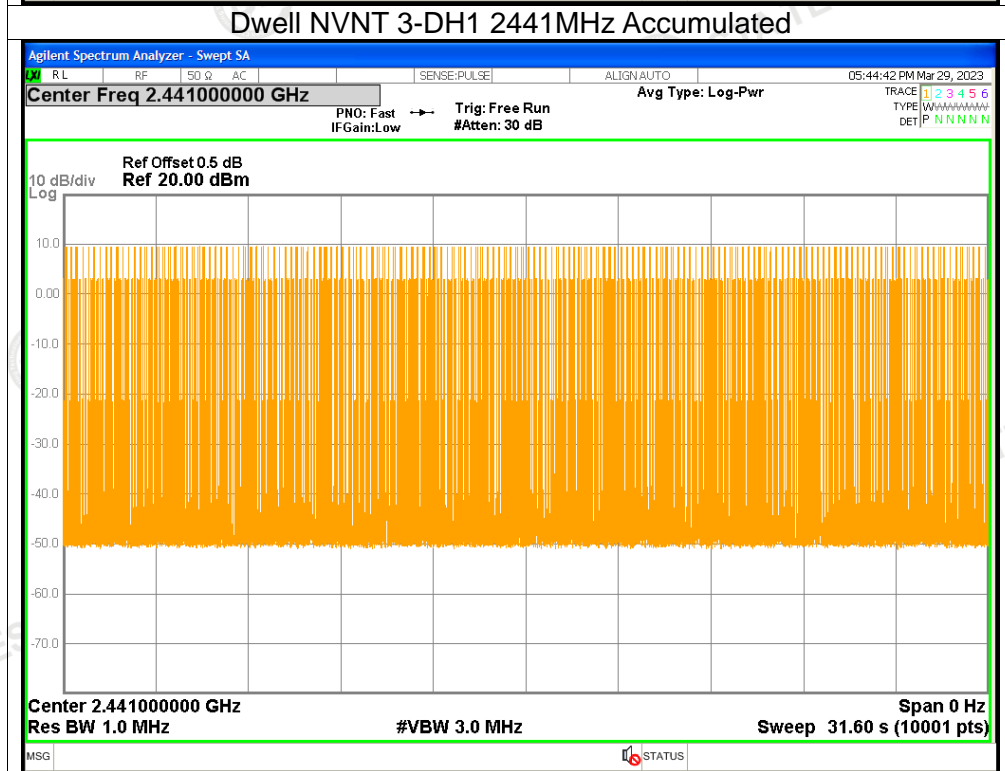 Dwell NVNT 3-DH1 2441MHz Accumulated
Agilent Spectrum Analyzer - Swept SA
LXI RL RF 50 Ω AC SENSE:PULSE ALIGN AUTO 05:44:42 PM Mar 29, 2023
Center Freq 2.441000000 GHz Avg Type: Log-Pwr TRACE 1 2 3 4 5 6
PNO: Fast Trig: Free Run TYPE WWWWWW
IFGain:Low #Atten: 30 dB DET P N N N N N
Ref Offset 0.5 dB
10 dB/div Ref 20.00 dBm
Log
10.0
0.00
-10.0
-20.0
-30.0
-40.0
-50.0
-60.0
-70.0
Center 2.441000000 GHz Span 0 Hz
Res BW 1.0 MHz #VBW 3.0 MHz Sweep 31.60 s (10001 pts)
MSG STATUS